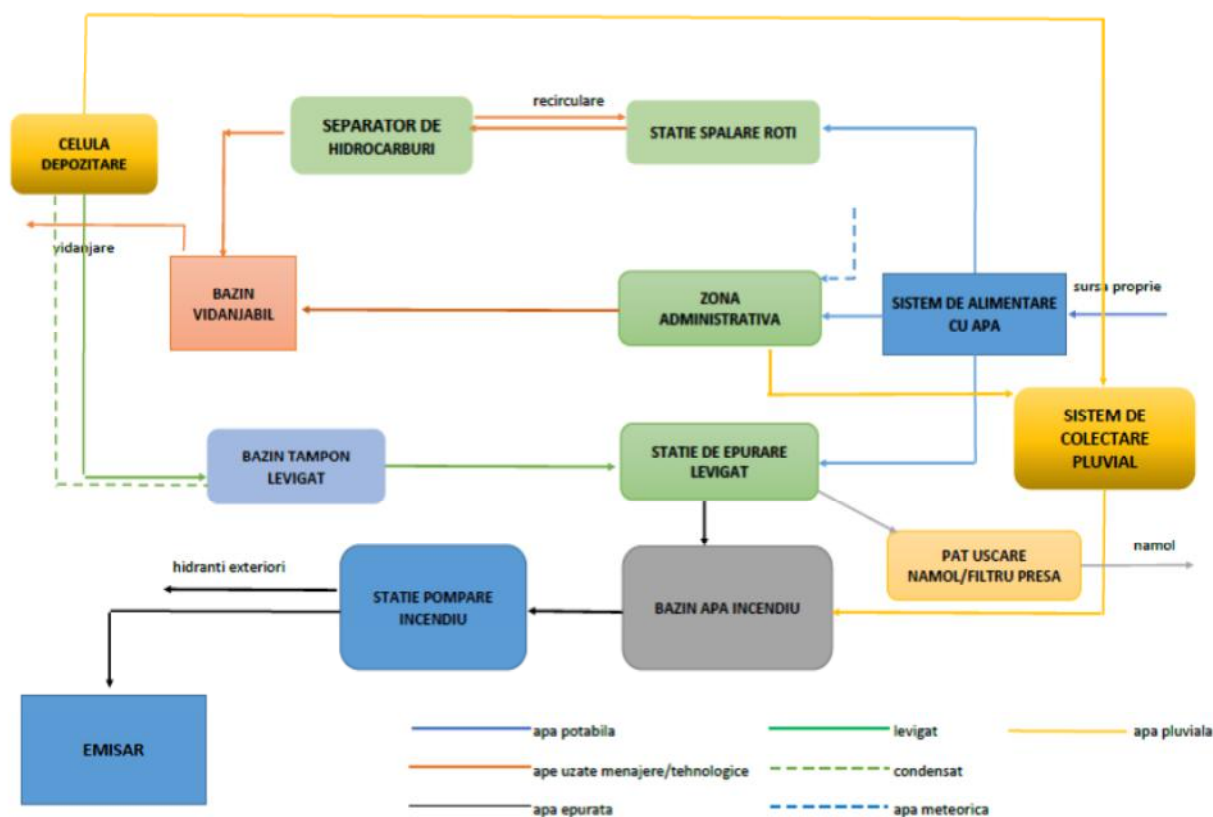 recirculare
SEPARATOR DE
HIDROCARBURI
STATIE SPALARE ROTI
CELULA
DEPOZITARE
vidanjare
BAZIN
VIDANJABIL
ZONA
ADMINISTRATIVA
SISTEM DE ALIMENTARE
CU APA
sursa proprie
SISTEM DE
COLECTARE
PLUVIAL
BAZIN TAMPON
LEVIGAT
STATIE DE EPURARE
LEVIGAT
PAT USCARE
NAMOL/FILTRU PRESA
namol
hidranti exteriori
STATIE POMPARE
INCENDIU
BAZIN APA INCENDIU
EMISAR
apa potabila
levigat
apa pluviala
ape uzate menajere/tehnologice
condensat
apa epurata
apa meteorica